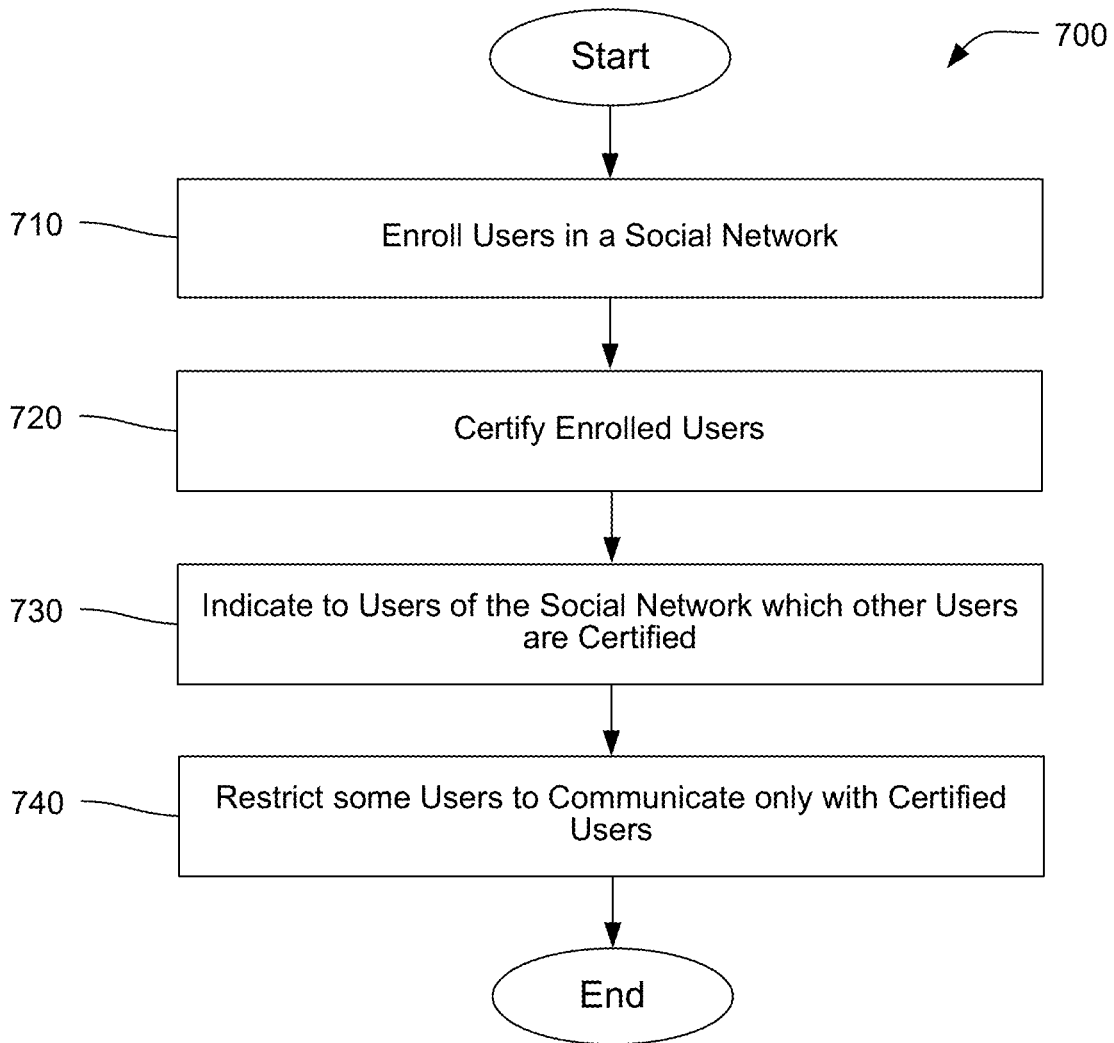 Start
700
710
Enroll Users in a Social Network
720
Certify Enrolled Users
730
Indicate to Users of the Social Network which other Users
are Certified
740
Restrict some Users to Communicate only with Certified
Users
End